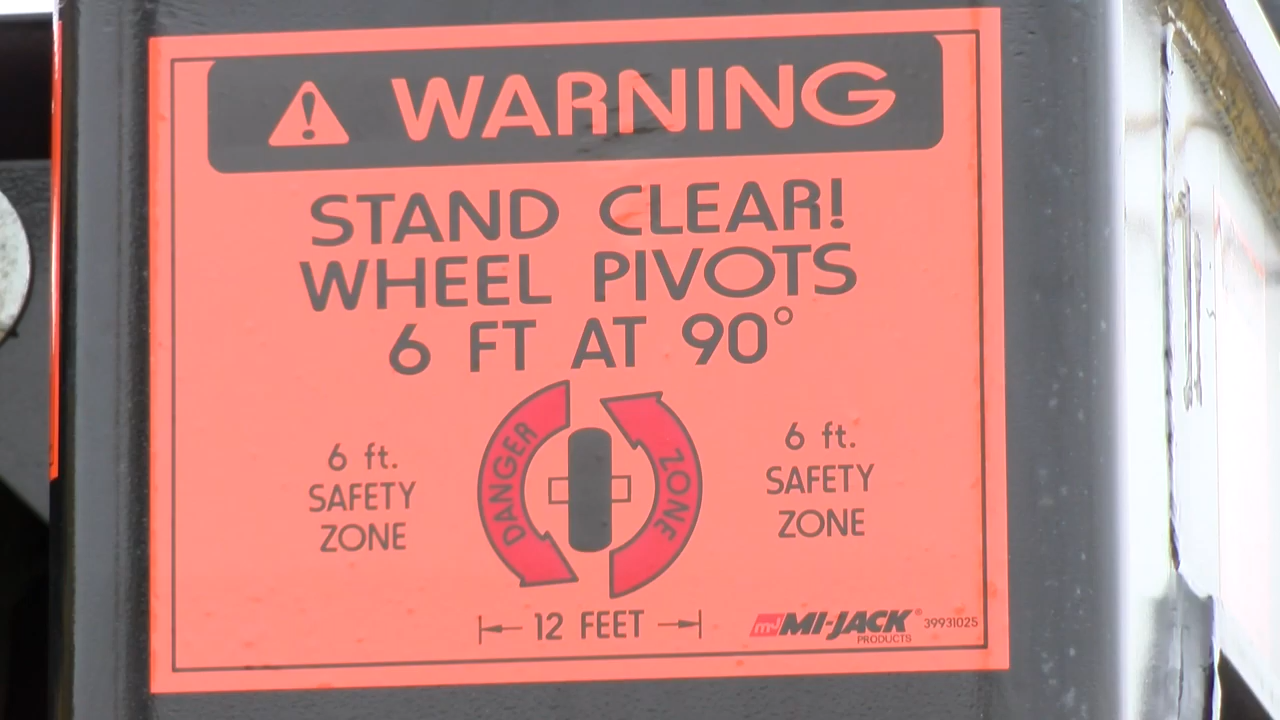 WARNING
STAND CLEAR!
WHEEL PIVOTS
6 FT AT 90°
DANGER
ZONE
6 ft.
SAFETY
ZONE
6 ft.
SAFETY
ZONE
12 FEET
mJ MI-JACK® 39931025
PRODUCTS